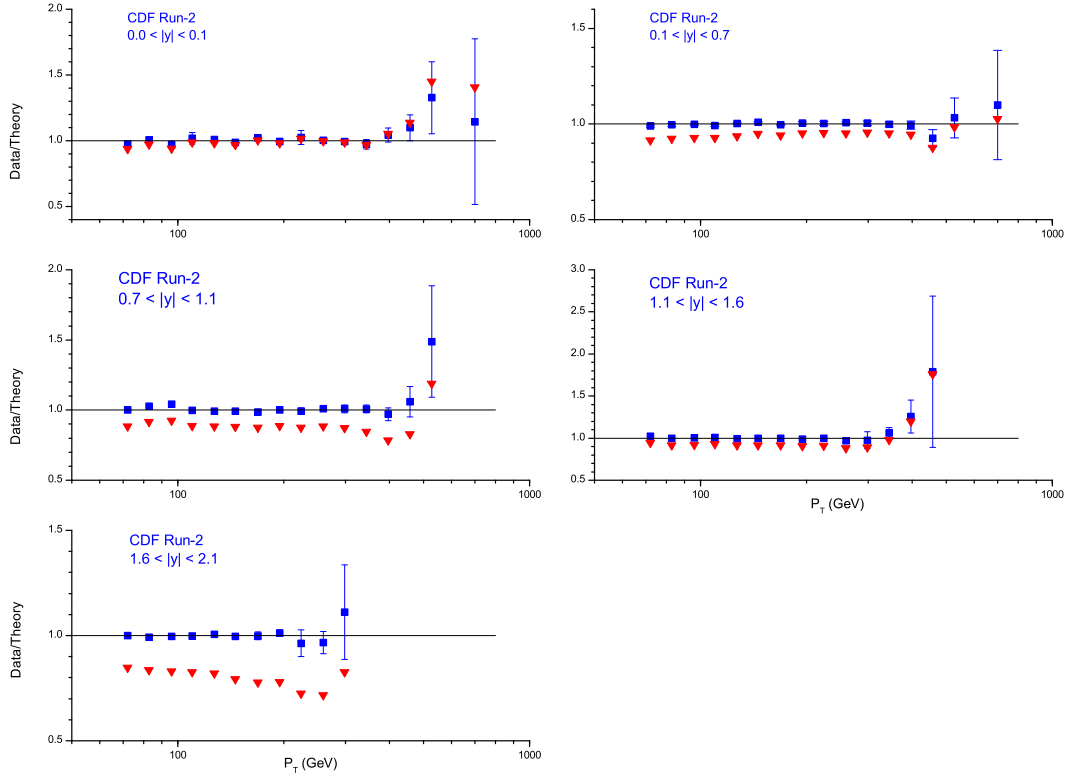 CDF Run-2
0.0 < |y| < 0.1
Data/Theory
2.0
1.5
1.0
0.5
100
1000
CDF Run-2
0.1 < |y| < 0.7
1.5
1.0
0.5
100
1000
CDF Run-2
0.7 < |y| < 1.1
Data/Theory
2.0
1.5
1.0
0.5
100
1000
CDF Run-2
1.1 < |y| < 1.6
3.0
2.5
2.0
1.5
1.0
0.5
100
1000
P_T (GeV)
CDF Run-2
1.6 < |y| < 2.1
Data/Theory
1.5
1.0
0.5
100
1000
P_T (GeV)